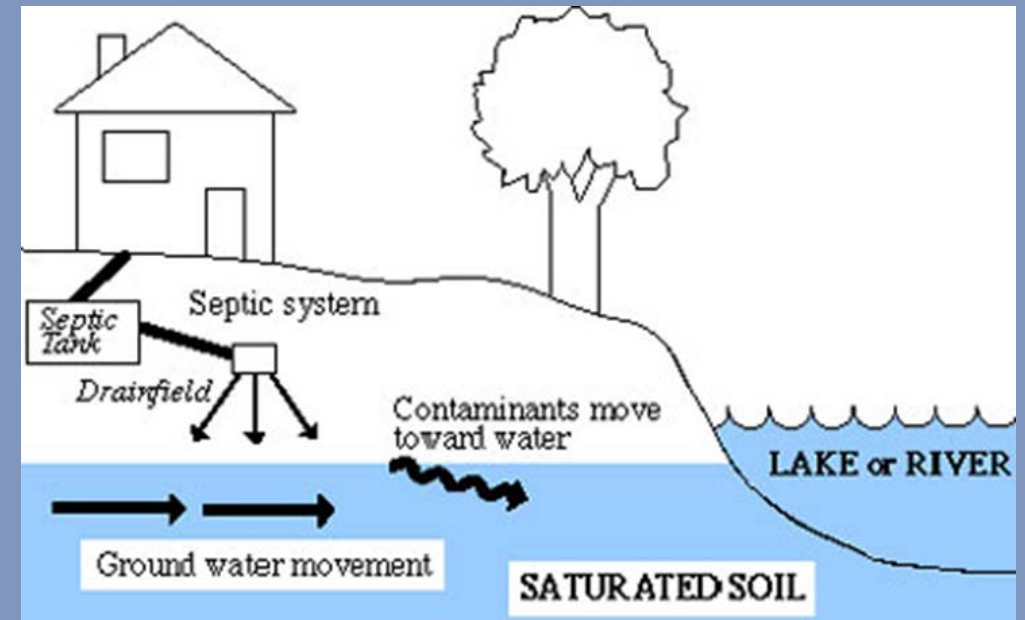 Septic system
Septic
Tank
Drainfield
Contaminants move
toward water
LAKE or RIVER
Ground water movement
SATURATED SOIL